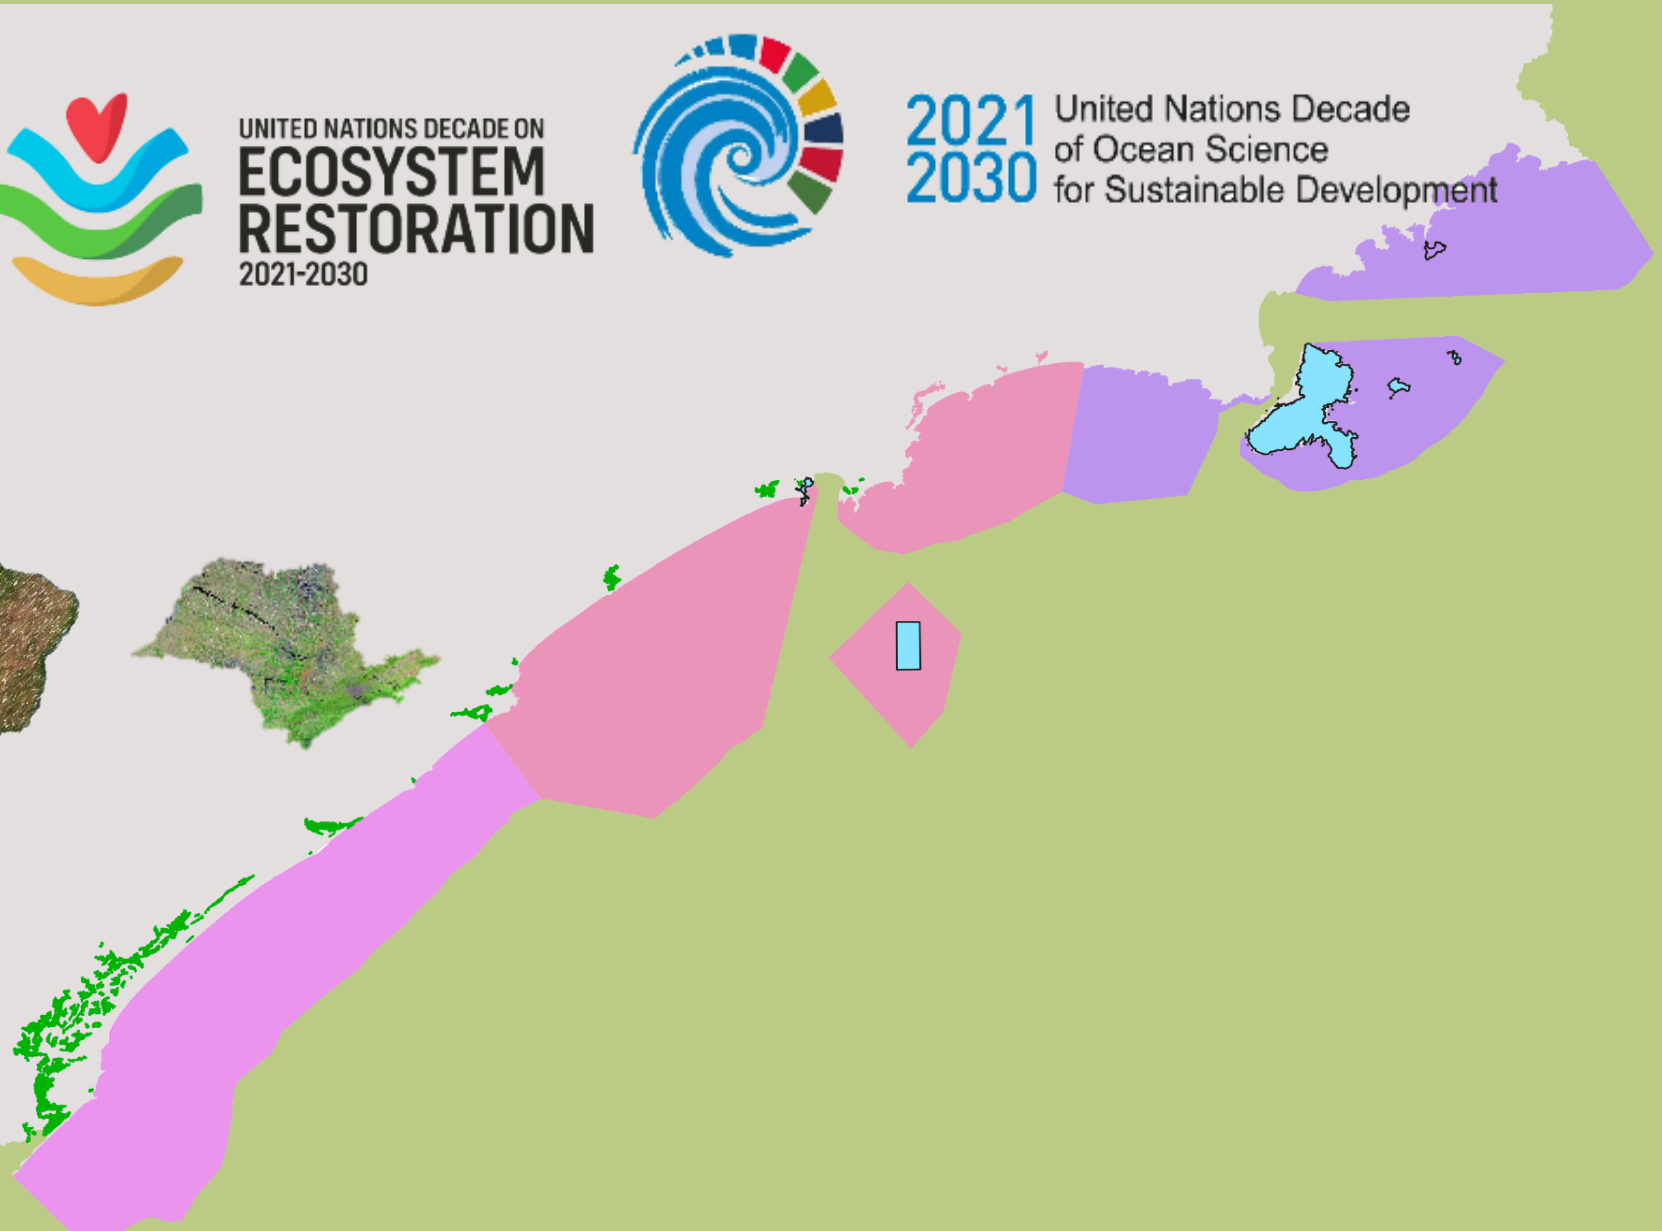 UNITED NATIONS DECADE ON
ECOSYSTEM
RESTORATION
2021-2030
2021
2030
United Nations Decade
of Ocean Science
for Sustainable Development